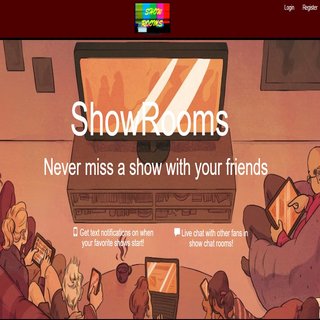 SHOW
ROOMS
Login Register
ShowRooms
Never miss a show with your friends
Get text notifications on when
your favorite shows start!
Live chat with other fans in
show chat rooms!